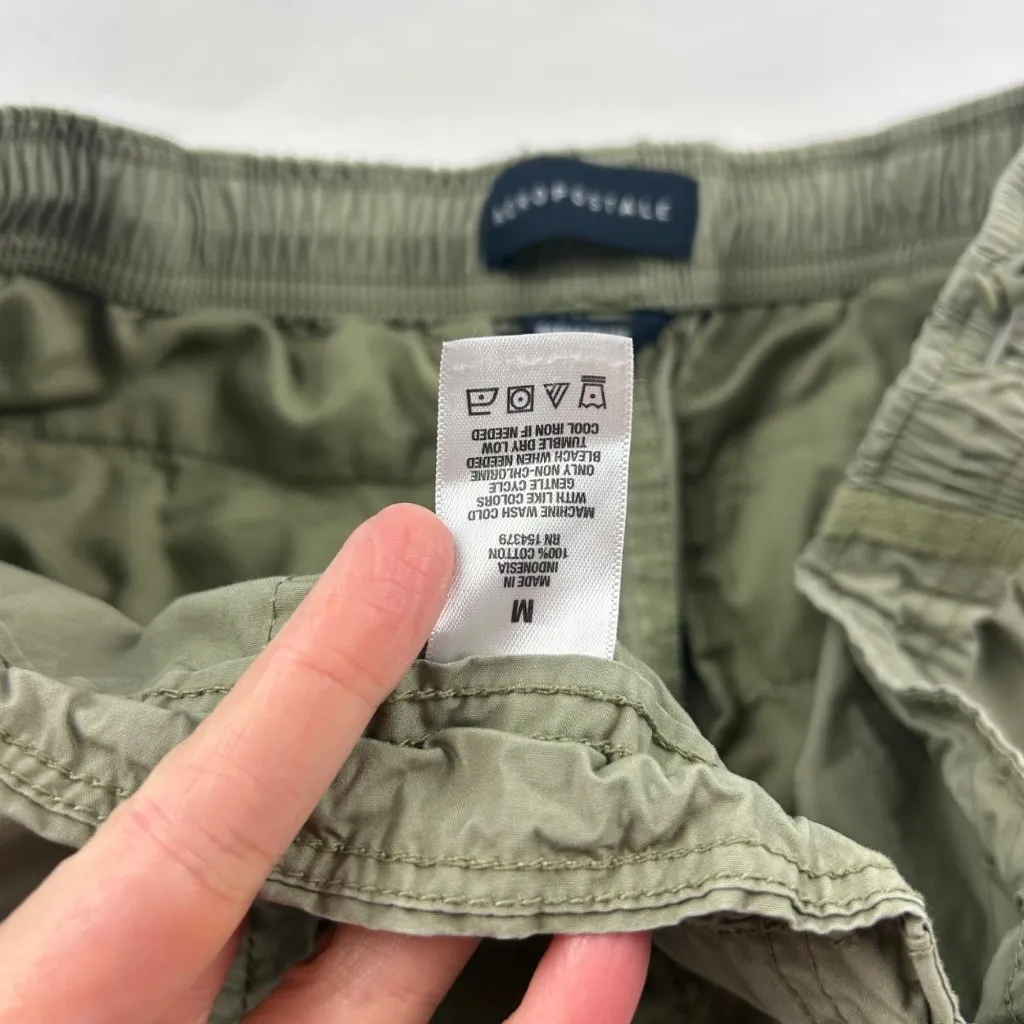 AEROPOSTALE
M
MADE IN
INDONESIA
100% COTTON
RN 154379
MACHINE WASH COLD
WITH LIKE COLORS
GENTLE CYCLE
ONLY NON-CHLORIME
BLEACH WHEN NEEDED
TUMBLE DRY LOW
COOL IRON IF NEEDED